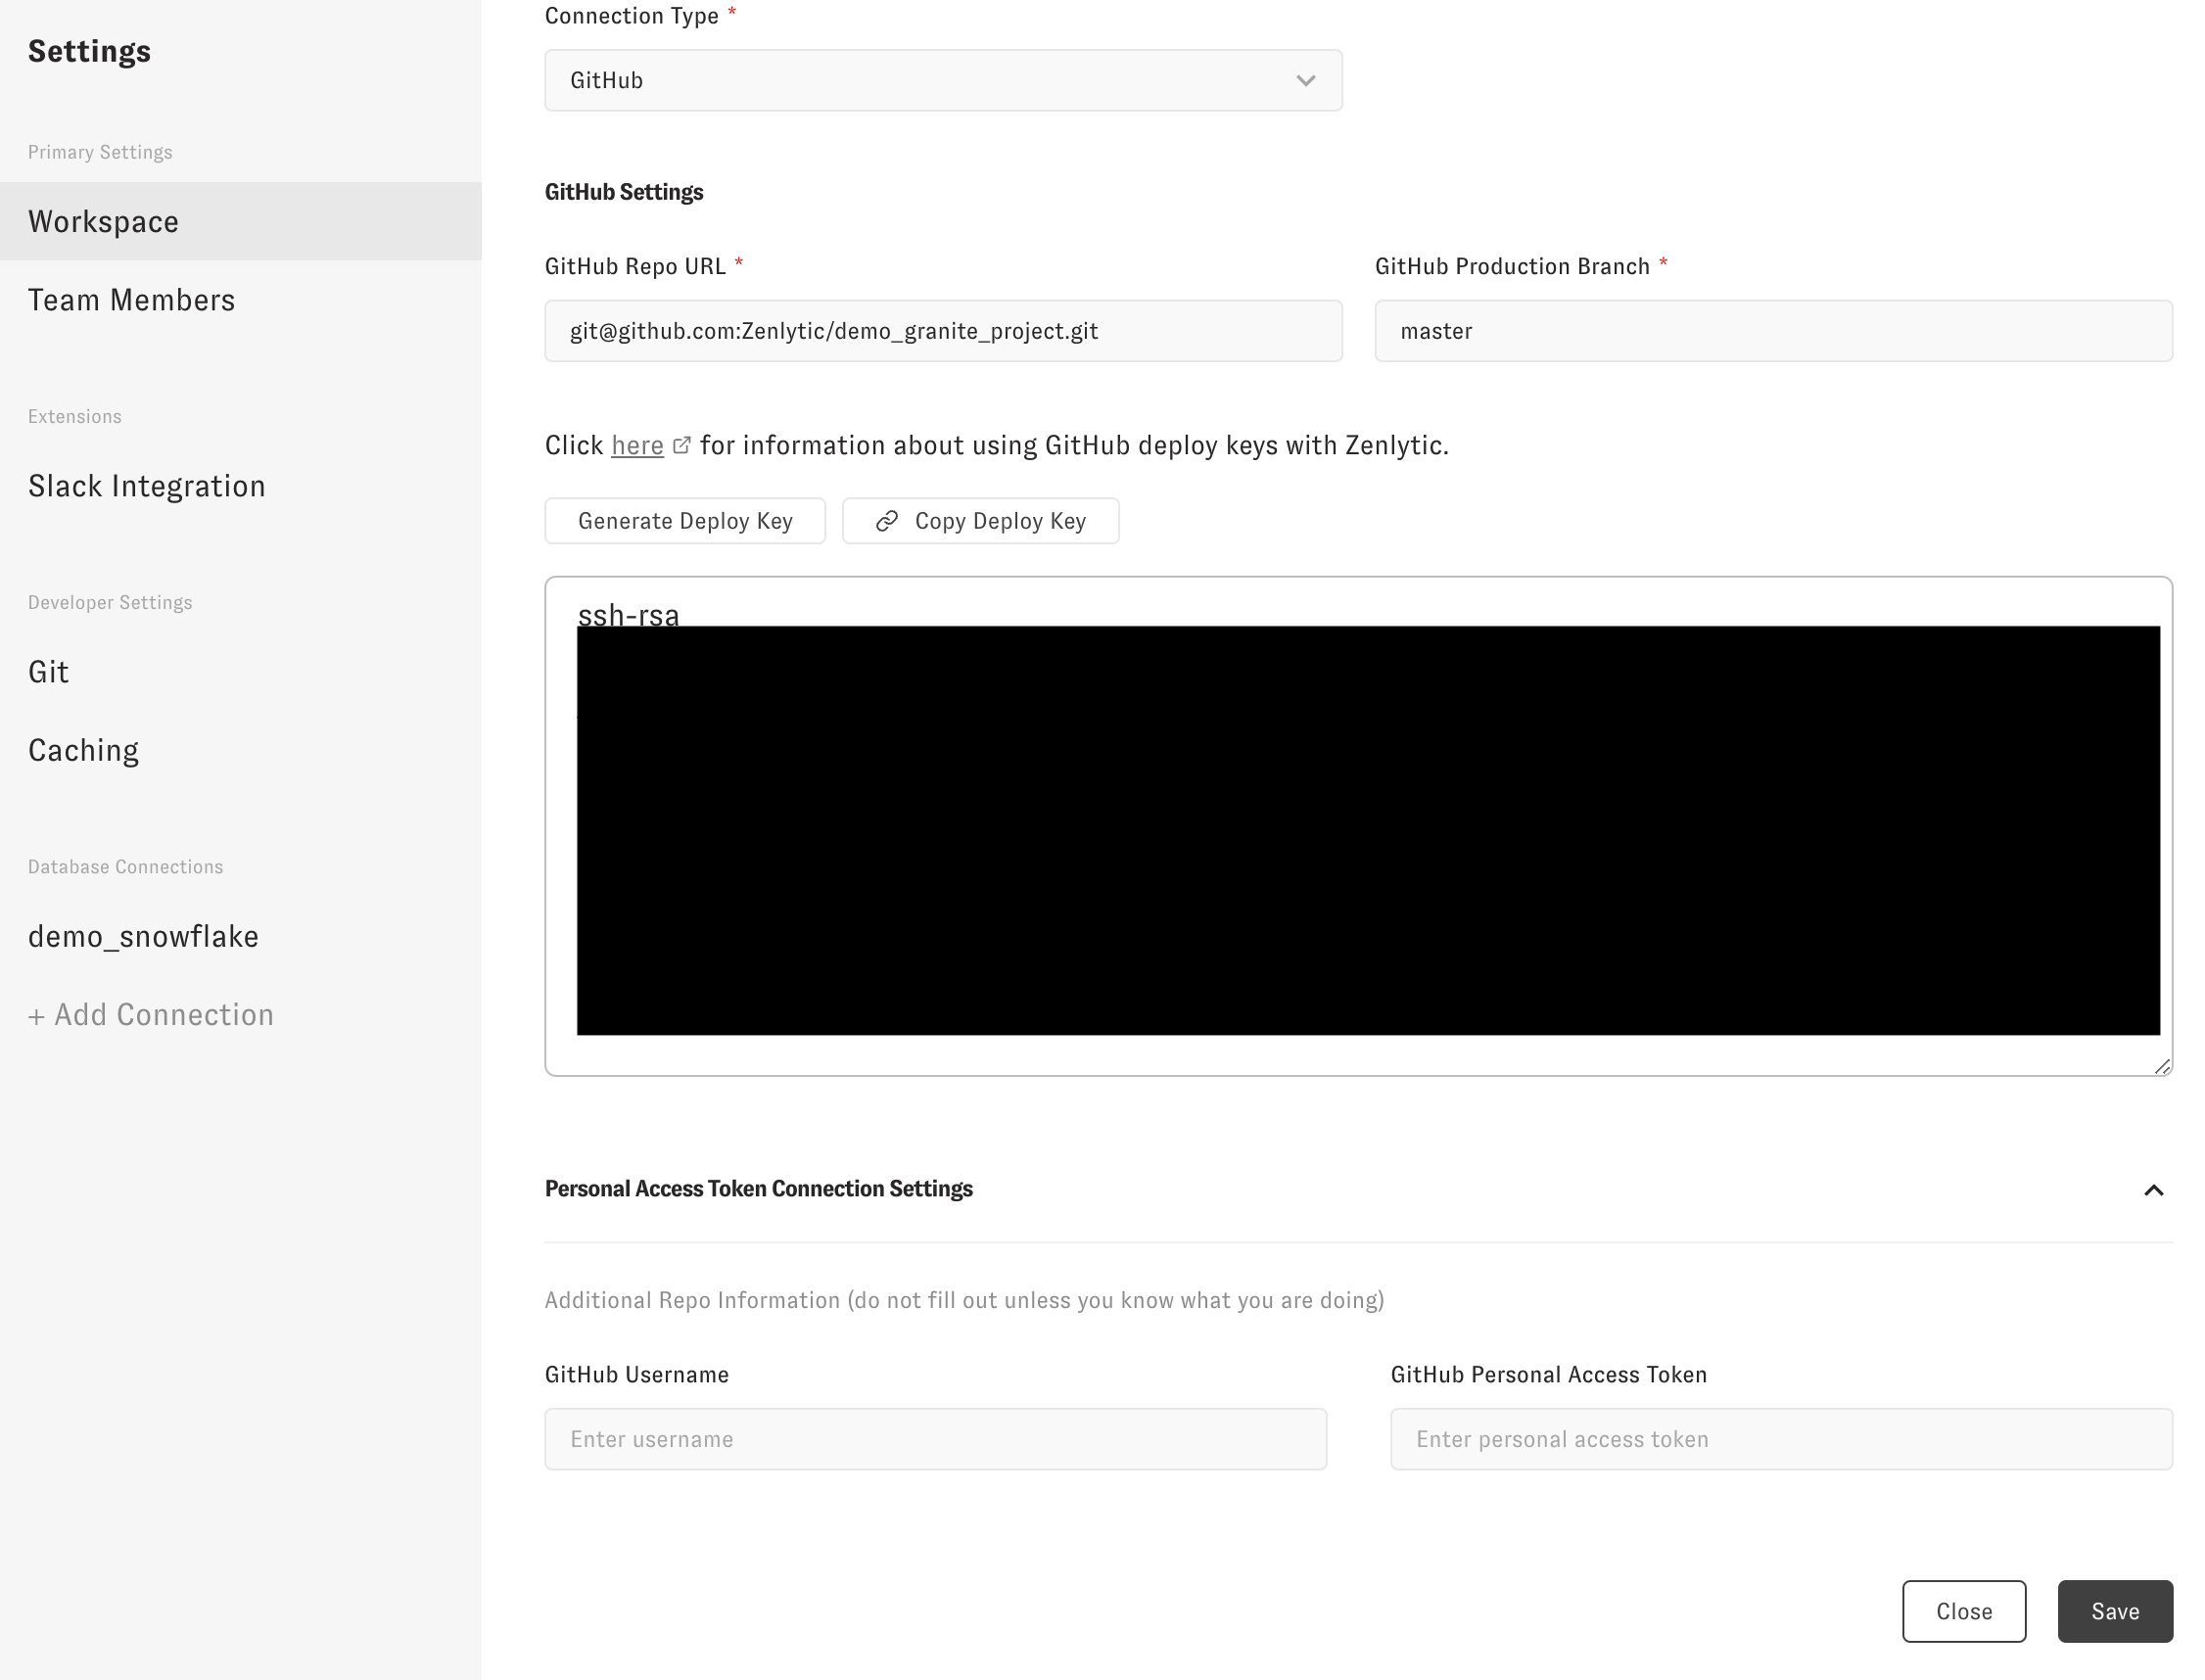 Settings
Primary Settings
Workspace
Team Members
Extensions
Slack Integration
Developer Settings
Git
Caching
Database Connections
demo_snowflake
+ Add Connection
Connection Type *
GitHub
GitHub Settings
GitHub Repo URL *
GitHub Production Branch *
git@github.com:Zenlytic/demo_granite_project.git
master
Click here for information about using GitHub deploy keys with Zenlytic.
Generate Deploy Key
Copy Deploy Key
ssh-rsa
Personal Access Token Connection Settings
Additional Repo Information (do not fill out unless you know what you are doing)
GitHub Username
GitHub Personal Access Token
Enter username
Enter personal access token
Close
Save